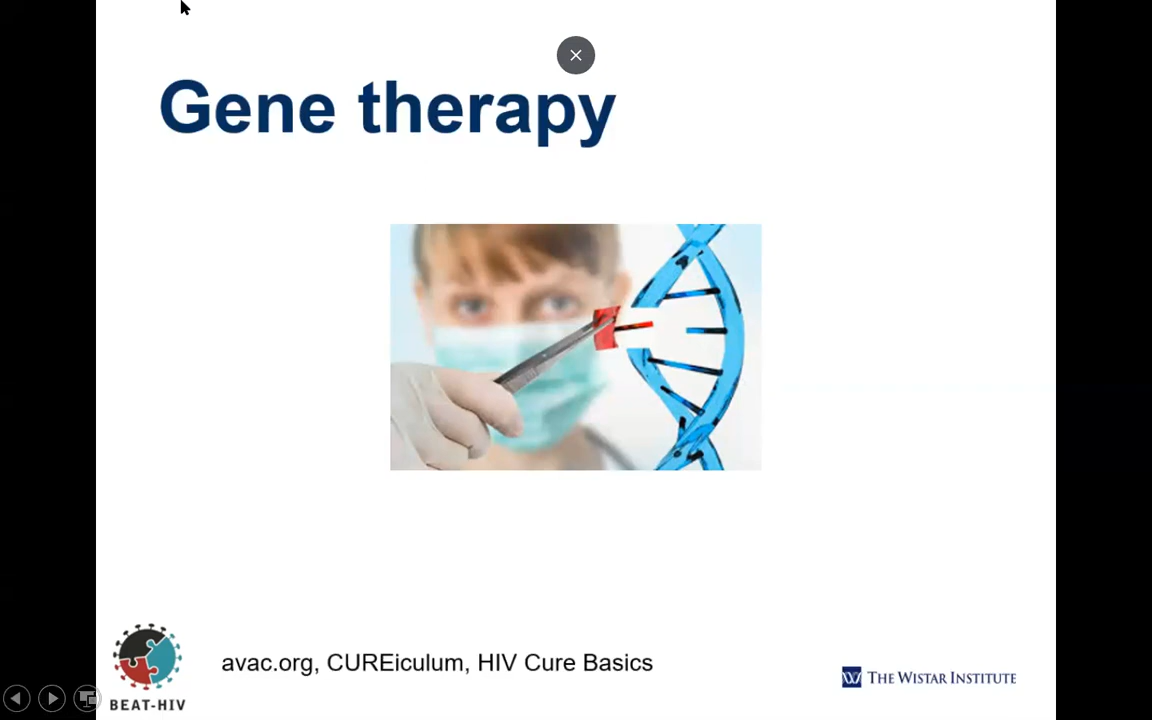 Gene therapy
avac.org, CUREiculum, HIV Cure Basics
BEAT-HIV
W THE WISTAR INSTITUTE